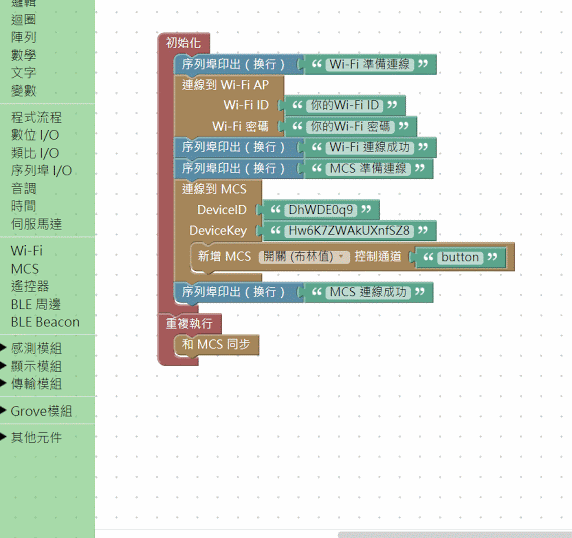 邏輯
迴圈
陣列
數學
文字
變數
程式流程
數位 I/O
類比 I/O
序列埠 I/O
音調
時間
伺服馬達
Wi-Fi
MCS
遙控器
BLE 周邊
BLE Beacon
感測模組
顯示模組
傳輸模組
Grove模組
其他元件
初始化
序列埠印出 ( 換行 ) “ Wi-Fi 準備連線 ”
連線到 Wi-Fi AP
Wi-Fi ID “ 你的Wi-Fi ID ”
Wi-Fi 密碼 “ 你的Wi-Fi 密碼 ”
序列埠印出 ( 換行 ) “ Wi-Fi 連線成功 ”
序列埠印出 ( 換行 ) “ MCS 準備連線 ”
連線到 MCS
DeviceID “ DhWDE0q9 ”
DeviceKey “ Hw6K7ZWAkUXnfSZ8 ”
新增 MCS 開關 (布林值) 控制通道 “ button ”
序列埠印出 ( 換行 ) “ MCS 連線成功 ”
重複執行
和 MCS 同步